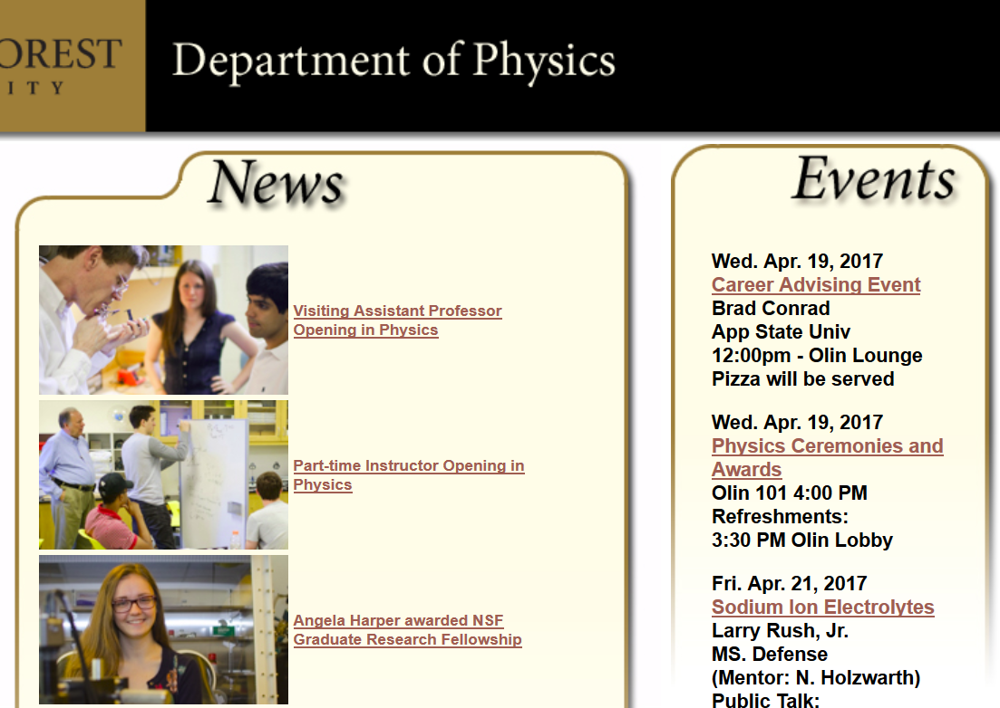 OREST
ITY
Department of Physics
News
Visiting Assistant Professor
Opening in Physics
Part-time Instructor Opening in
Physics
Angela Harper awarded NSF
Graduate Research Fellowship
Events
Wed. Apr. 19, 2017
Career Advising Event
Brad Conrad
App State Univ
12:00pm - Olin Lounge
Pizza will be served
Wed. Apr. 19, 2017
Physics Ceremonies and
Awards
Olin 101 4:00 PM
Refreshments:
3:30 PM Olin Lobby
Fri. Apr. 21, 2017
Sodium Ion Electrolytes
Larry Rush, Jr.
MS. Defense
(Mentor: N. Holzwarth)
Public Talk: